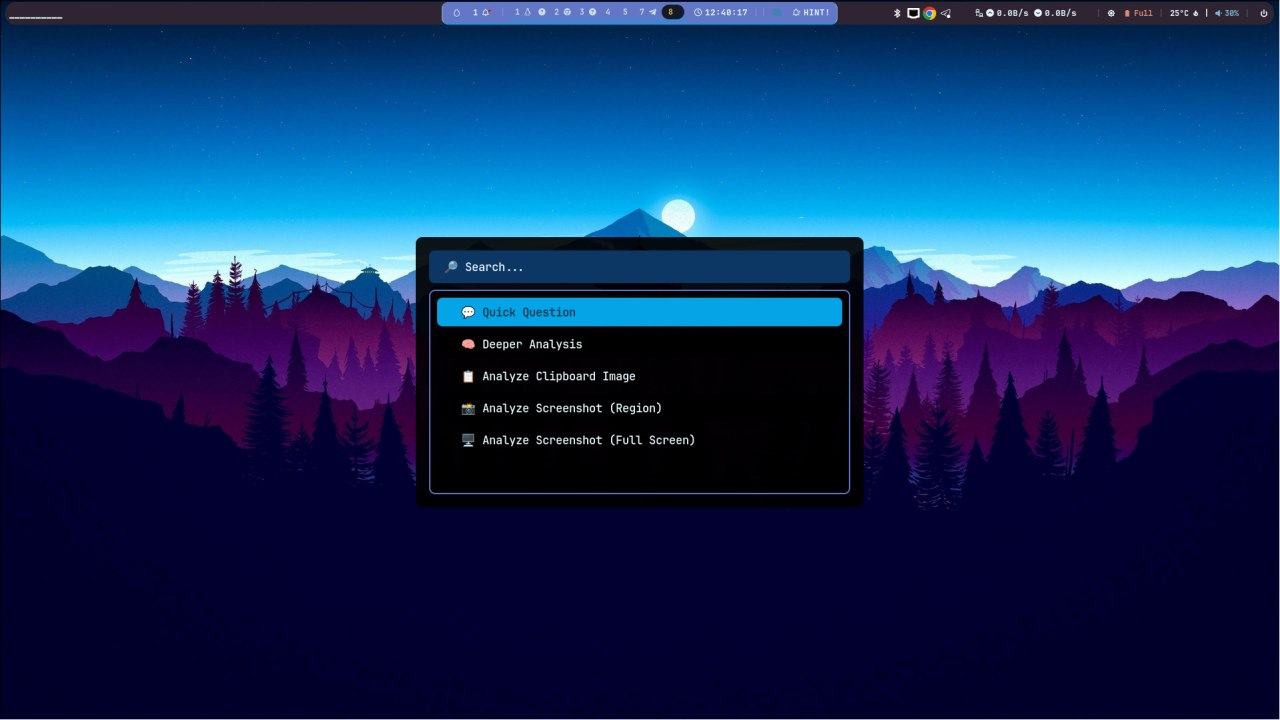 1 1 2 3 4 5 7 8 12:40:17 HINT!
0.0B/s 0.0B/s Full 25°C 30%
Search...
Quick Question
Deeper Analysis
Analyze Clipboard Image
Analyze Screenshot (Region)
Analyze Screenshot (Full Screen)